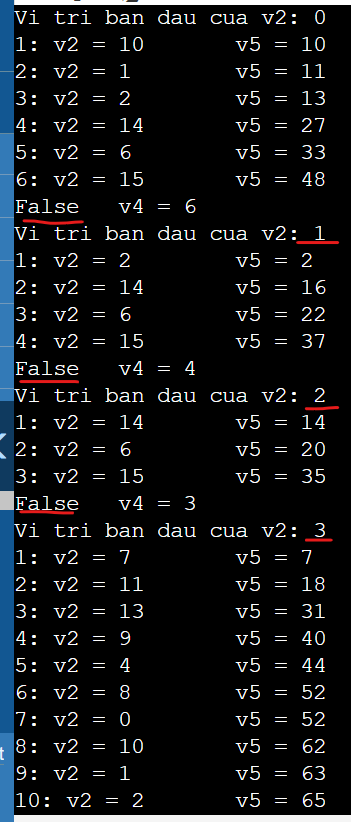 Vi tri ban dau cua v2: 0
1: v2 = 10 v5 = 10
2: v2 = 1 v5 = 11
3: v2 = 2 v5 = 13
4: v2 = 14 v5 = 27
5: v2 = 6 v5 = 33
6: v2 = 15 v5 = 48
False v4 = 6
Vi tri ban dau cua v2: 1
1: v2 = 2 v5 = 2
2: v2 = 14 v5 = 16
3: v2 = 6 v5 = 22
4: v2 = 15 v5 = 37
False v4 = 4
Vi tri ban dau cua v2: 2
1: v2 = 14 v5 = 14
2: v2 = 6 v5 = 20
3: v2 = 15 v5 = 35
False v4 = 3
Vi tri ban dau cua v2: 3
1: v2 = 7 v5 = 7
2: v2 = 11 v5 = 18
3: v2 = 13 v5 = 31
4: v2 = 9 v5 = 40
5: v2 = 4 v5 = 44
6: v2 = 8 v5 = 52
7: v2 = 0 v5 = 52
8: v2 = 10 v5 = 62
9: v2 = 1 v5 = 63
10: v2 = 2 v5 = 65